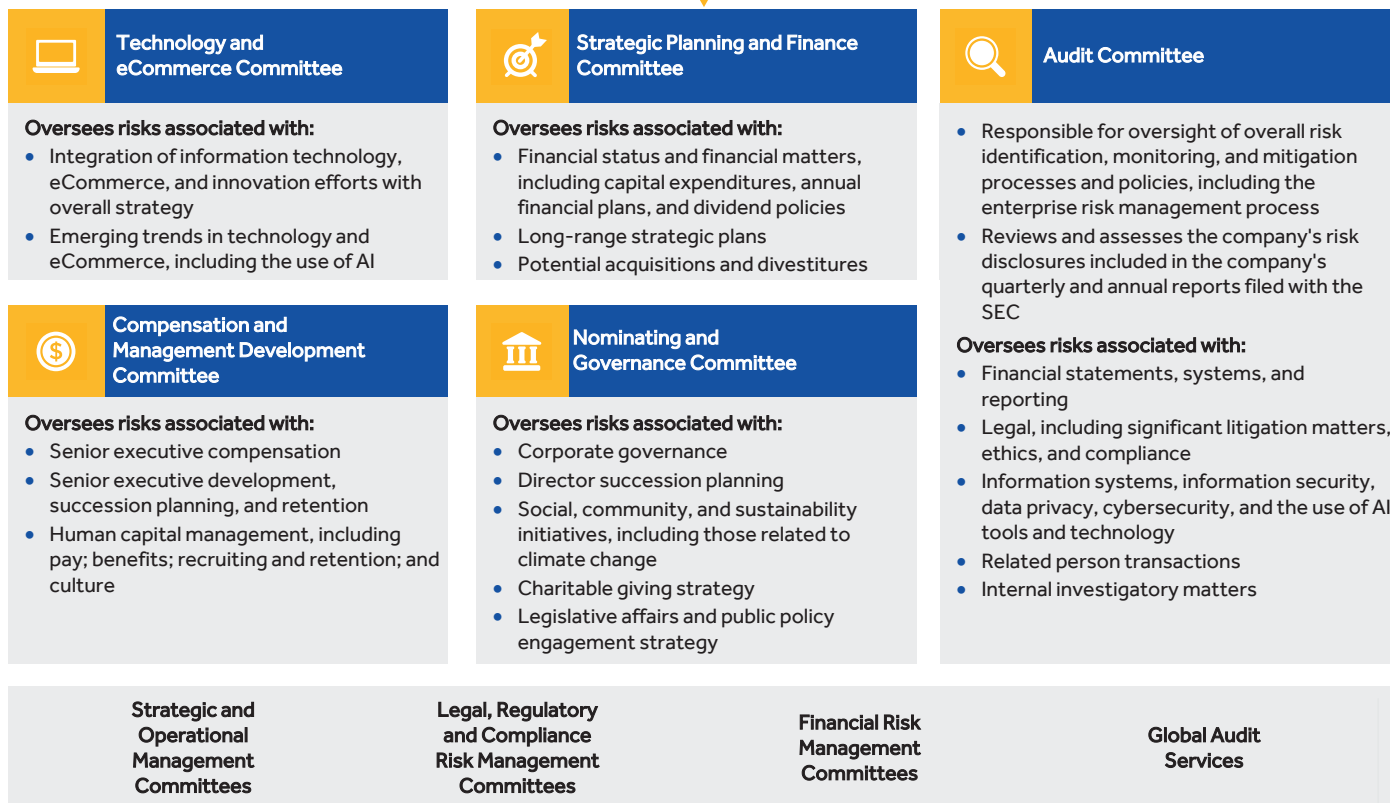 Technology and
eCommerce Committee
Oversees risks associated with:
• Integration of information technology,
eCommerce, and innovation efforts with
overall strategy
• Emerging trends in technology and
eCommerce, including the use of AI
Strategic Planning and Finance
Committee
Oversees risks associated with:
• Financial status and financial matters,
including capital expenditures, annual
financial plans, and dividend policies
• Long-range strategic plans
• Potential acquisitions and divestitures
Audit Committee
• Responsible for oversight of overall risk
identification, monitoring, and mitigation
processes and policies, including the
enterprise risk management process
• Reviews and assesses the company's risk
disclosures included in the company's
quarterly and annual reports filed with the
SEC
Oversees risks associated with:
• Financial statements, systems, and
reporting
• Legal, including significant litigation matters,
ethics, and compliance
• Information systems, information security,
data privacy, cybersecurity, and the use of AI
tools and technology
• Related person transactions
• Internal investigatory matters
$
Compensation and
Management Development
Committee
Oversees risks associated with:
• Senior executive compensation
• Senior executive development,
succession planning, and retention
• Human capital management, including
pay; benefits; recruiting and retention; and
culture
Nominating and
Governance Committee
Oversees risks associated with:
• Corporate governance
• Director succession planning
• Social, community, and sustainability
initiatives, including those related to
climate change
• Charitable giving strategy
• Legislative affairs and public policy
engagement strategy
Strategic and
Operational
Management
Committees
Legal, Regulatory
and Compliance
Risk Management
Committees
Financial Risk
Management
Committees
Global Audit
Services